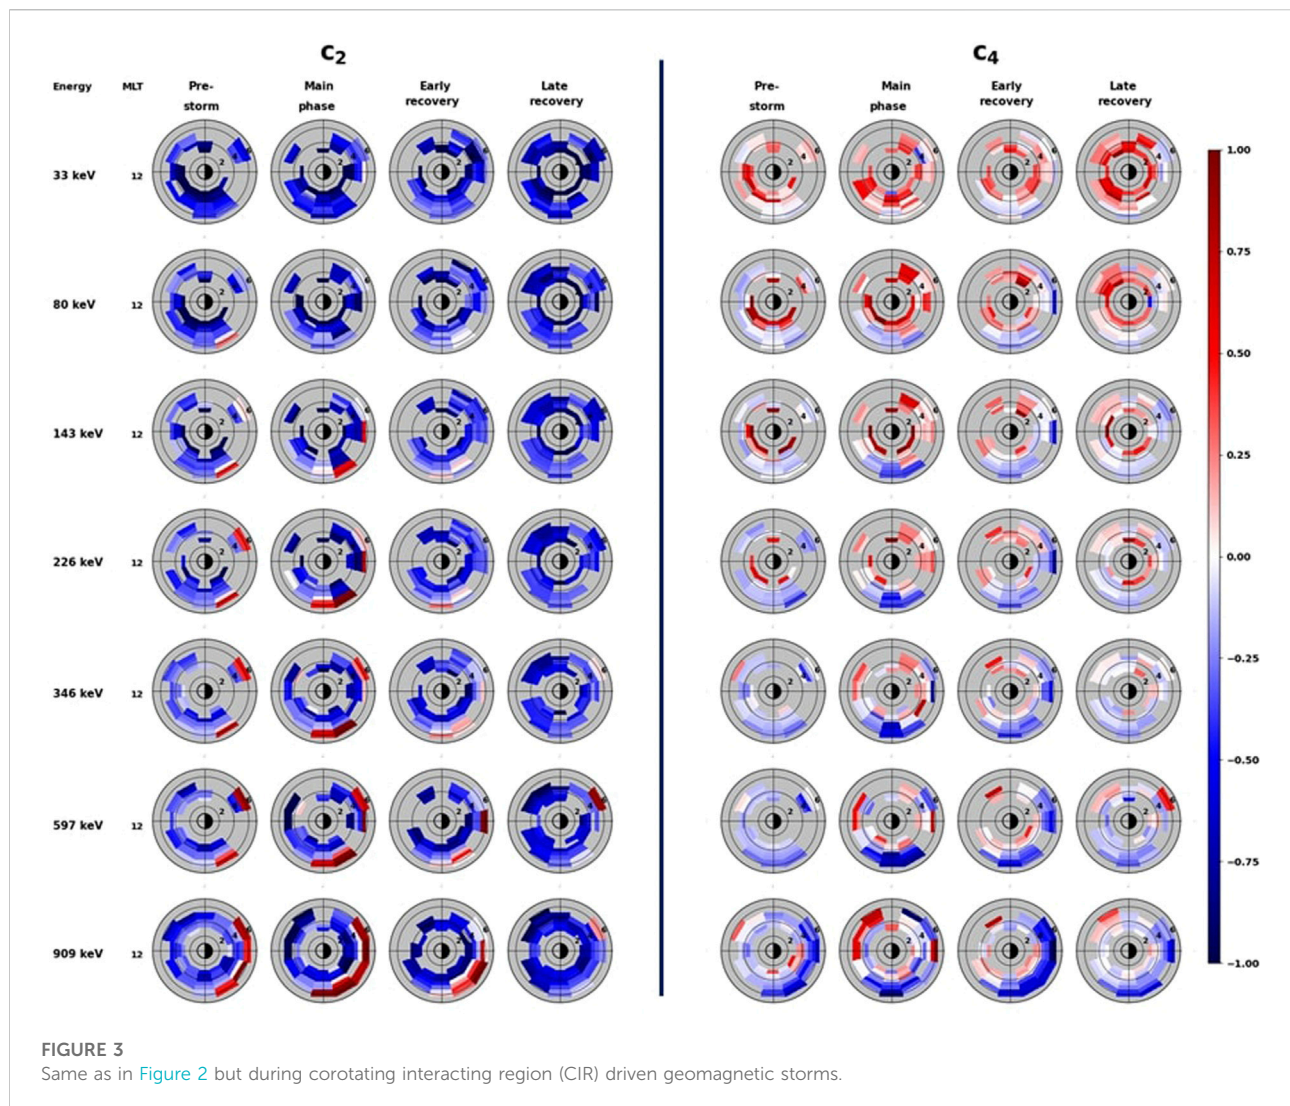 c2
c4
Energy MLT Pre-storm Main phase Early recovery Late recovery
Pre-storm Main phase Early recovery Late recovery
33 keV 12
80 keV 12
143 keV 12
226 keV 12
346 keV 12
597 keV 12
909 keV 12
2 4 6
1.00
0.75
0.50
0.25
0.00
−0.25
−0.50
−0.75
−1.00
FIGURE 3
Same as in Figure 2 but during corotating interacting region (CIR) driven geomagnetic storms.